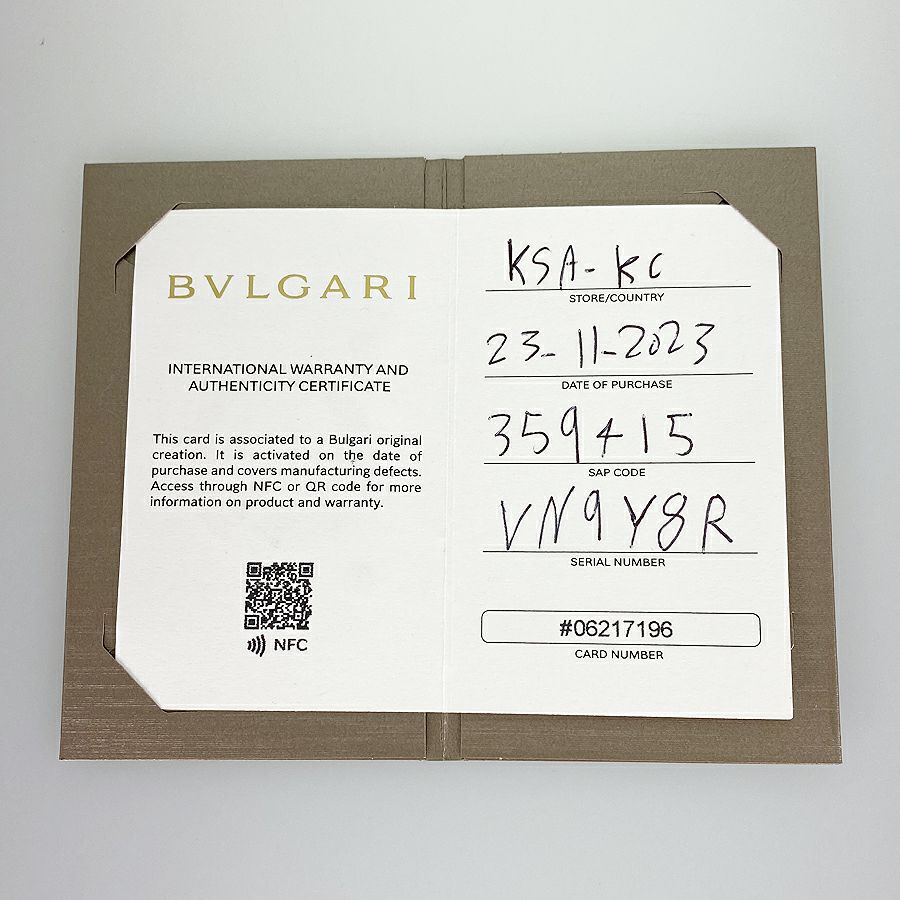 BVLGARI
INTERNATIONAL WARRANTY AND
AUTHENTICITY CERTIFICATE
This card is associated to a Bulgari original
creation. It is activated on the date of
purchase and covers manufacturing defects.
Access through NFC or QR code for more
information on product and warranty.
NFC
KSA-KC
STORE/COUNTRY
23-11-2023
DATE OF PURCHASE
359415
SAP CODE
VN9Y8R
SERIAL NUMBER
#06217196
CARD NUMBER